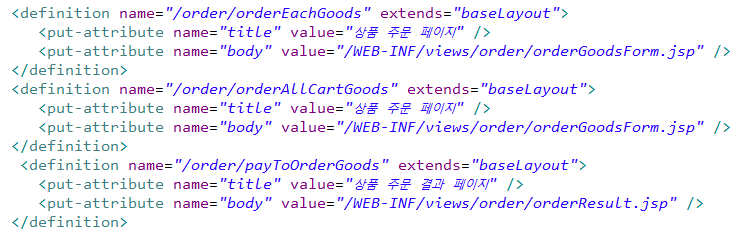 <definition name="/order/orderEachGoods" extends="baseLayout">
<put-attribute name="title" value="상품 주문 페이지" />
<put-attribute name="body" value="/WEB-INF/views/order/orderGoodsForm.jsp" />
</definition>
<definition name="/order/orderAllCartGoods" extends="baseLayout">
<put-attribute name="title" value="상품 주문 페이지" />
<put-attribute name="body" value="/WEB-INF/views/order/orderGoodsForm.jsp" />
</definition>
<definition name="/order/payToOrderGoods" extends="baseLayout">
<put-attribute name="title" value="상품 주문 결과 페이지" />
<put-attribute name="body" value="/WEB-INF/views/order/orderResult.jsp" />
</definition>